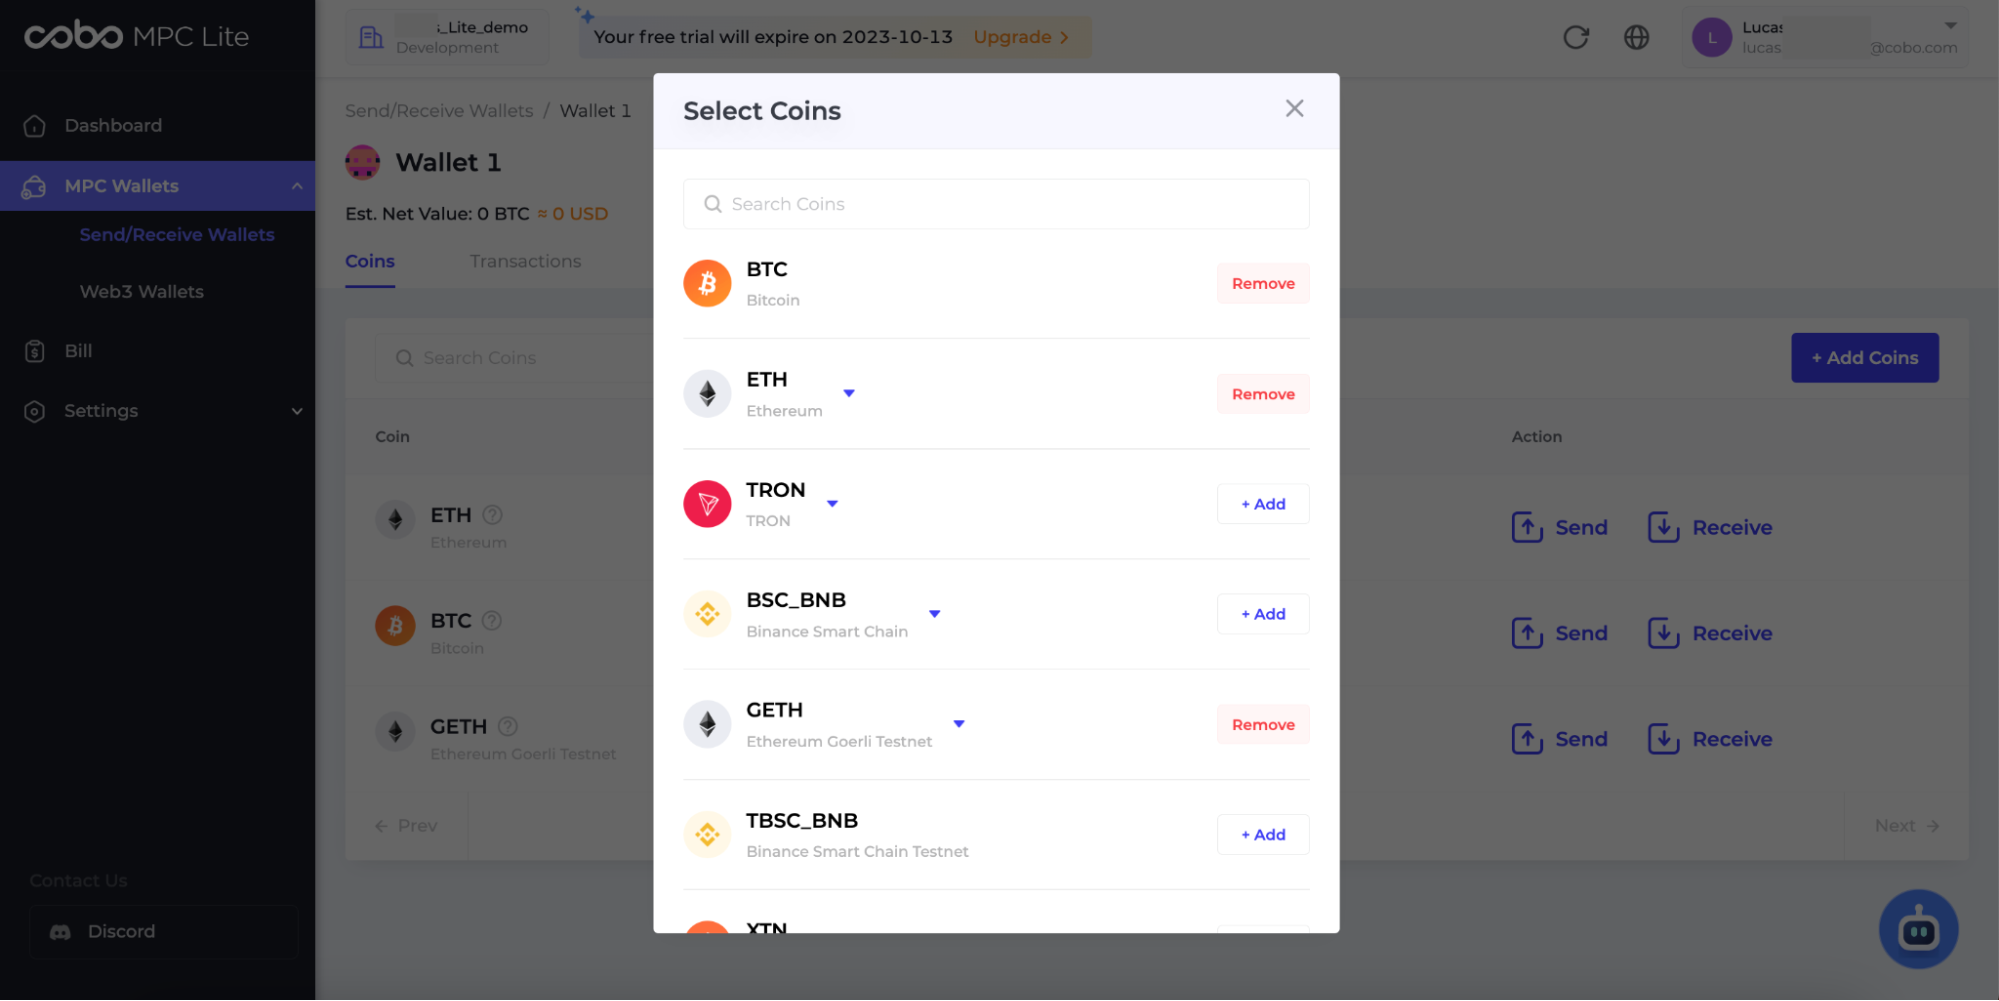 cobo MPC Lite
s_Lite_demo
Development
Your free trial will expire on 2023-10-13 Upgrade
L
Lucas
lucas @cobo.com
Dashboard
MPC Wallets
Send/Receive Wallets
Web3 Wallets
Bill
Settings
Contact Us
Discord
Send/Receive Wallets / Wallet 1
Wallet 1
Est. Net Value: 0 BTC ≈ 0 USD
Coins Transactions
Search Coins
+ Add Coins
Coin
Action
ETH
Ethereum
Send Receive
BTC
Bitcoin
Send Receive
GETH
Ethereum Goerli Testnet
Send Receive
← Prev
Next →
Select Coins
Search Coins
BTC
Bitcoin
Remove
ETH
Ethereum
Remove
TRON
TRON
+ Add
BSC_BNB
Binance Smart Chain
+ Add
GETH
Ethereum Goerli Testnet
Remove
TBSC_BNB
Binance Smart Chain Testnet
+ Add
XTN